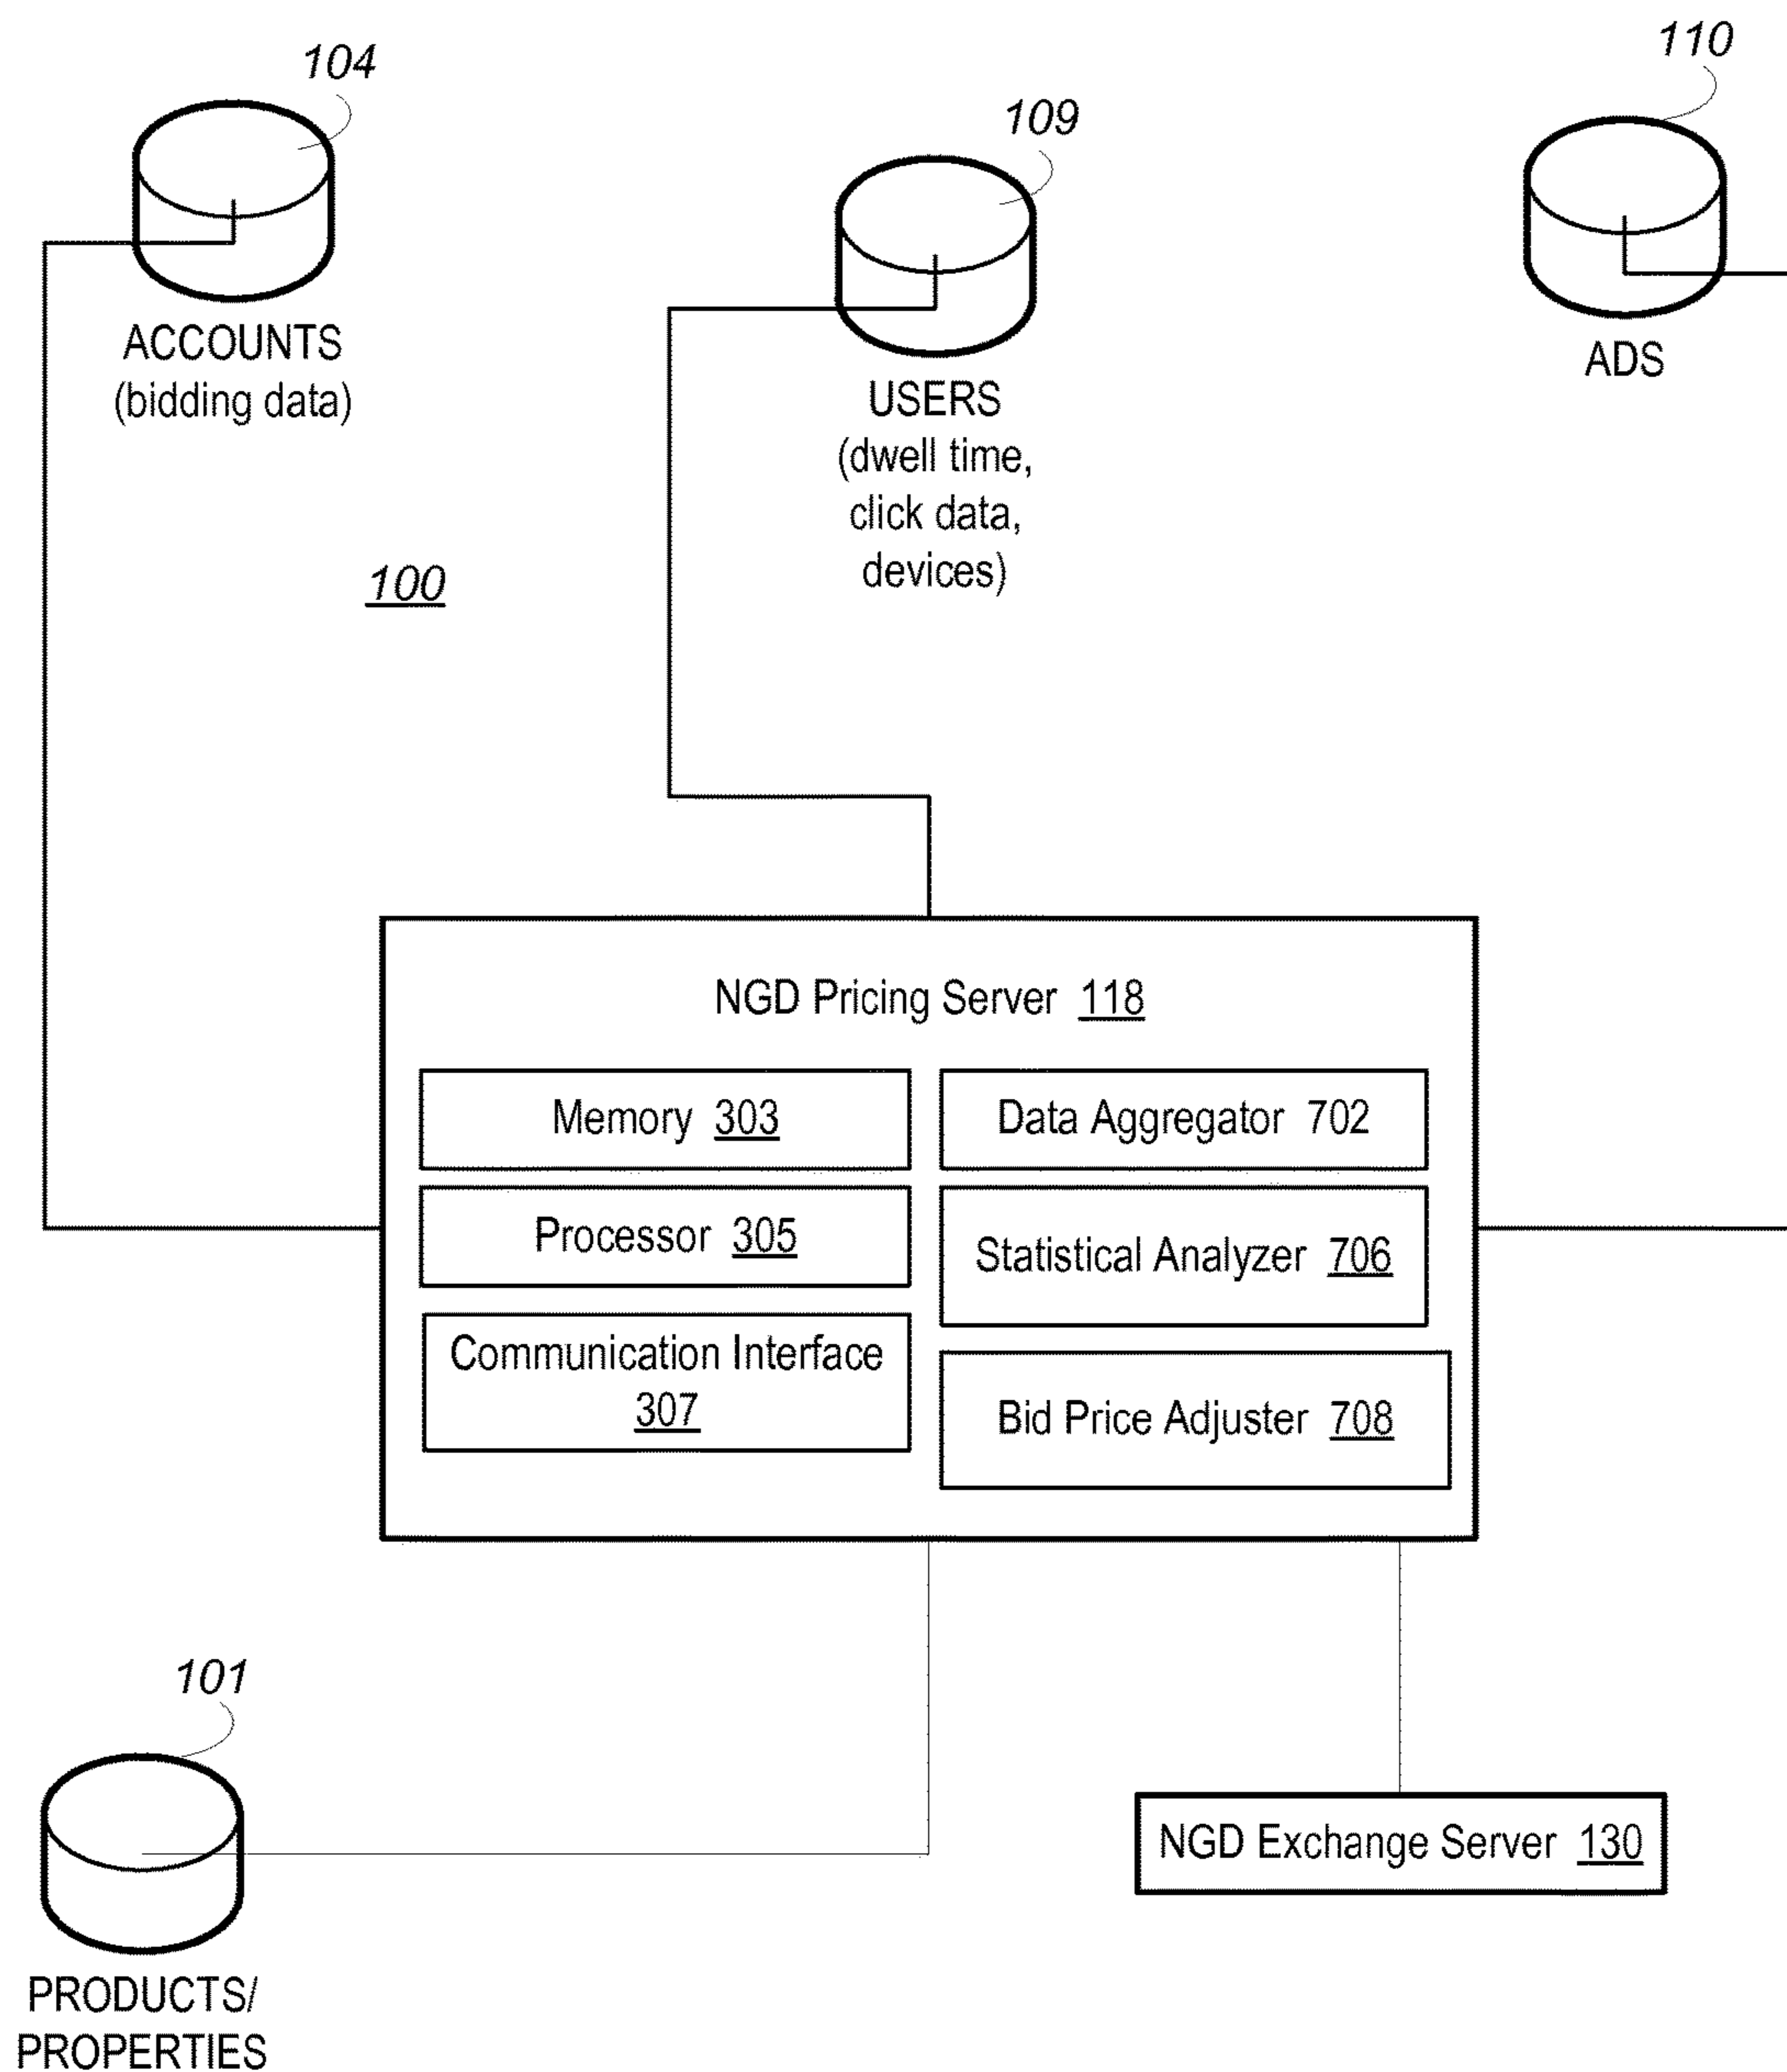 104
109
110
ACCOUNTS
(bidding data)
USERS
(dwell time,
click data,
devices)
ADS
100
NGD Pricing Server 118
Memory 303
Data Aggregator 702
Processor 305
Statistical Analyzer 706
Communication Interface
307
Bid Price Adjuster 708
101
PRODUCTS/
PROPERTIES
NGD Exchange Server 130